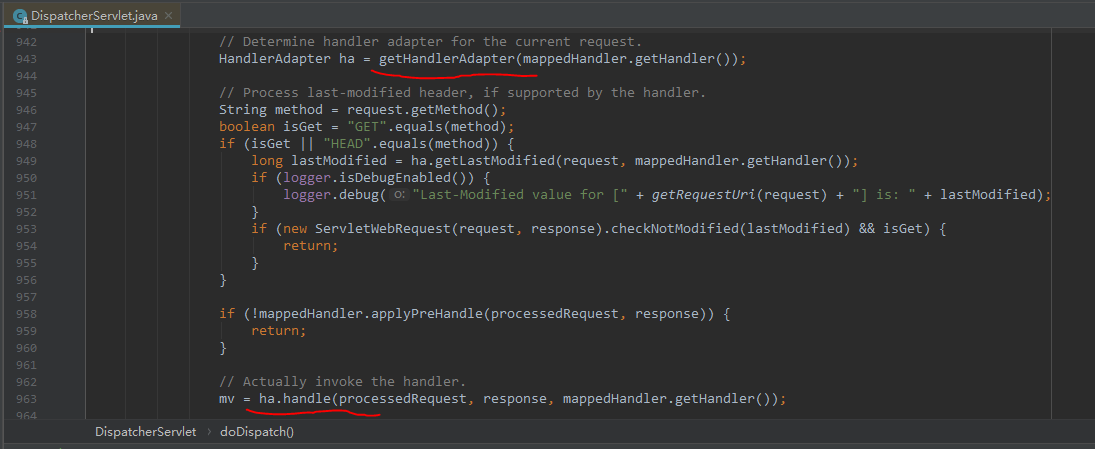 DispatcherServlet.java ×
942 // Determine handler adapter for the current request.
943 HandlerAdapter ha = getHandlerAdapter(mappedHandler.getHandler());
944
945 // Process last-modified header, if supported by the handler.
946 String method = request.getMethod();
947 boolean isGet = "GET".equals(method);
948 if (isGet || "HEAD".equals(method)) {
949 long lastModified = ha.getLastModified(request, mappedHandler.getHandler());
950 if (logger.isDebugEnabled()) {
951 logger.debug( o: "Last-Modified value for [" + getRequestUri(request) + "] is: " + lastModified);
952 }
953 if (new ServletWebRequest(request, response).checkNotModified(lastModified) && isGet) {
954 return;
955 }
956 }
957
958 if (!mappedHandler.applyPreHandle(processedRequest, response)) {
959 return;
960 }
961
962 // Actually invoke the handler.
963 mv = ha.handle(processedRequest, response, mappedHandler.getHandler());
964
DispatcherServlet › doDispatch()